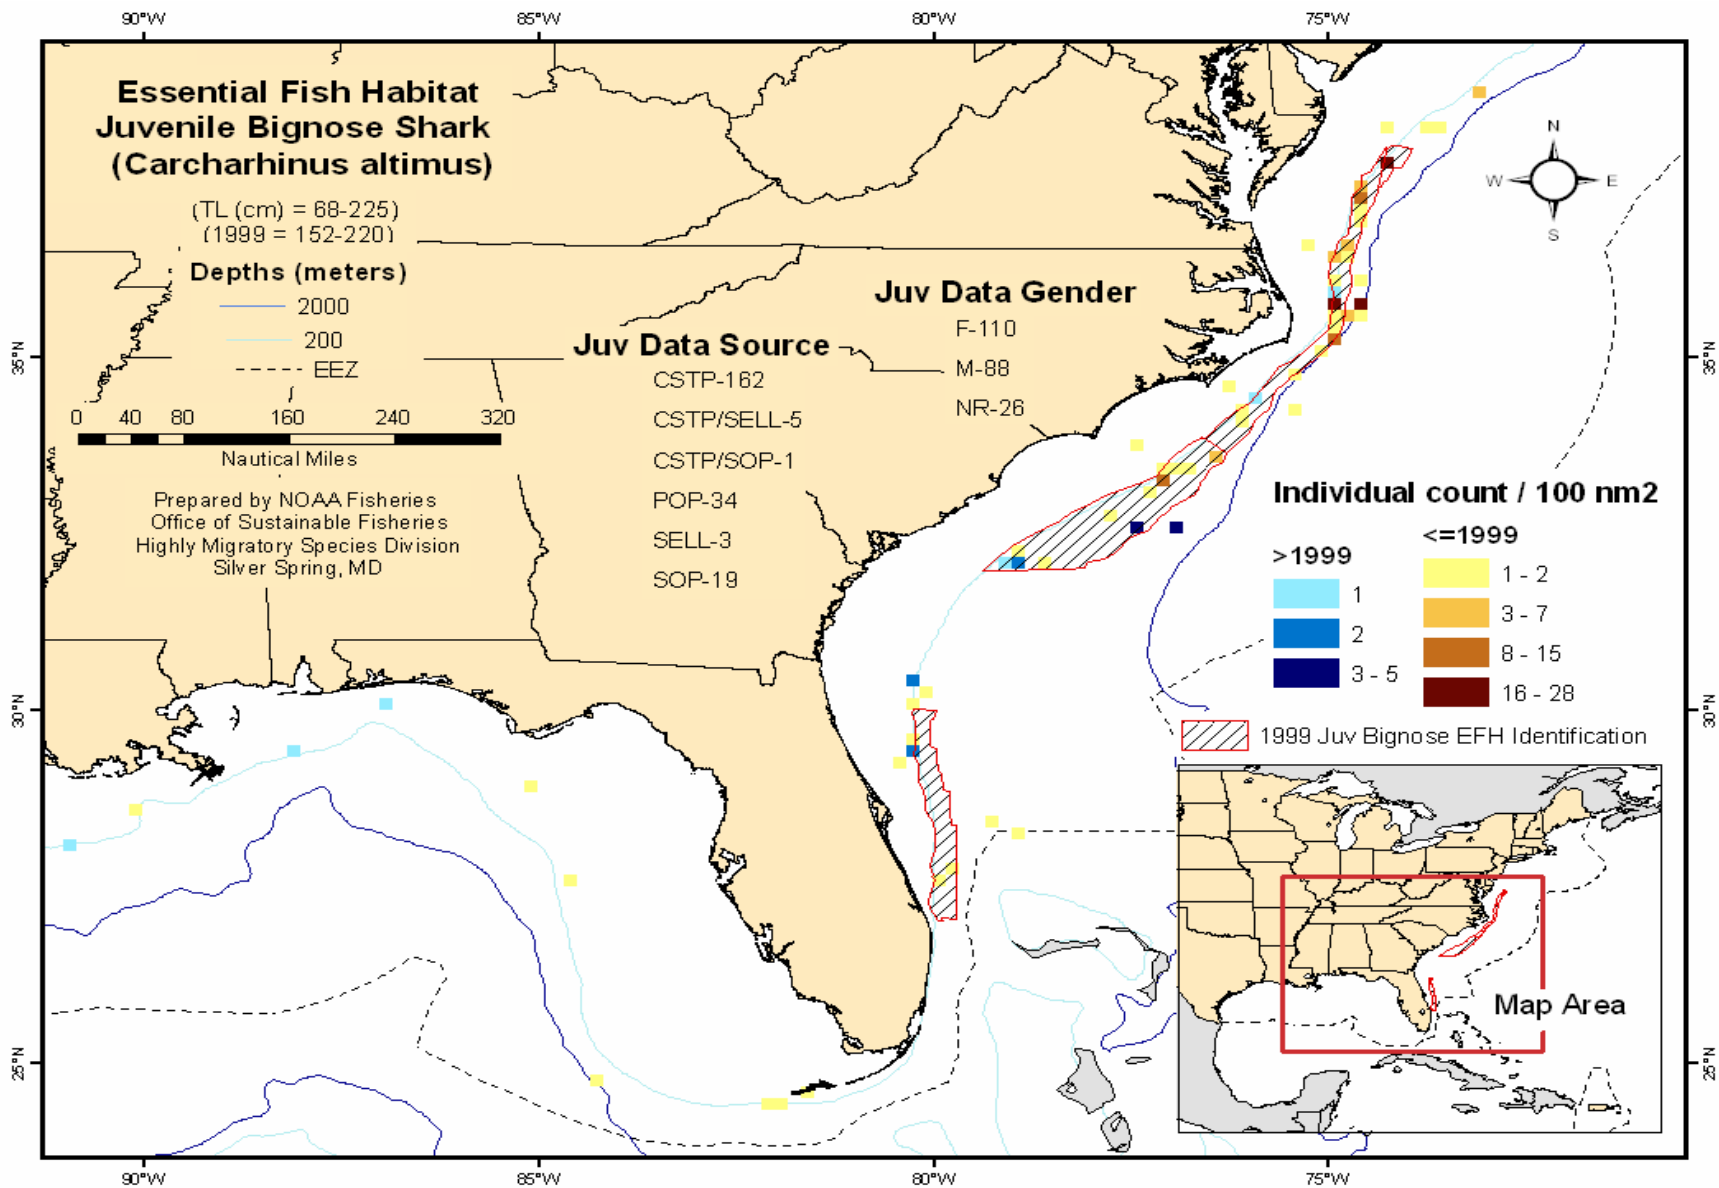 90°W 85°W 80°W 75°W
Essential Fish Habitat
Juvenile Bignose Shark
(Carcharhinus altimus)
(TL (cm) = 68-225)
(1999 = 152-220)
Depths (meters)
2000
200
EEZ
0 40 80 160 240 320
Nautical Miles
Prepared by NOAA Fisheries
Office of Sustainable Fisheries
Highly Migratory Species Division
Silver Spring, MD
Juv Data Source
CSTP-162
CSTP/SELL-5
CSTP/SOP-1
POP-34
SELL-3
SOP-19
Juv Data Gender
F-110
M-88
NR-26
N
W E
S
35°N 35°N
Individual count / 100 nm2
>1999
1
2
3 - 5
<=1999
1 - 2
3 - 7
8 - 15
16 - 28
1999 Juv Bignose EFH Identification
30°N 30°N
Map Area
25°N 25°N
90°W 85°W 80°W 75°W